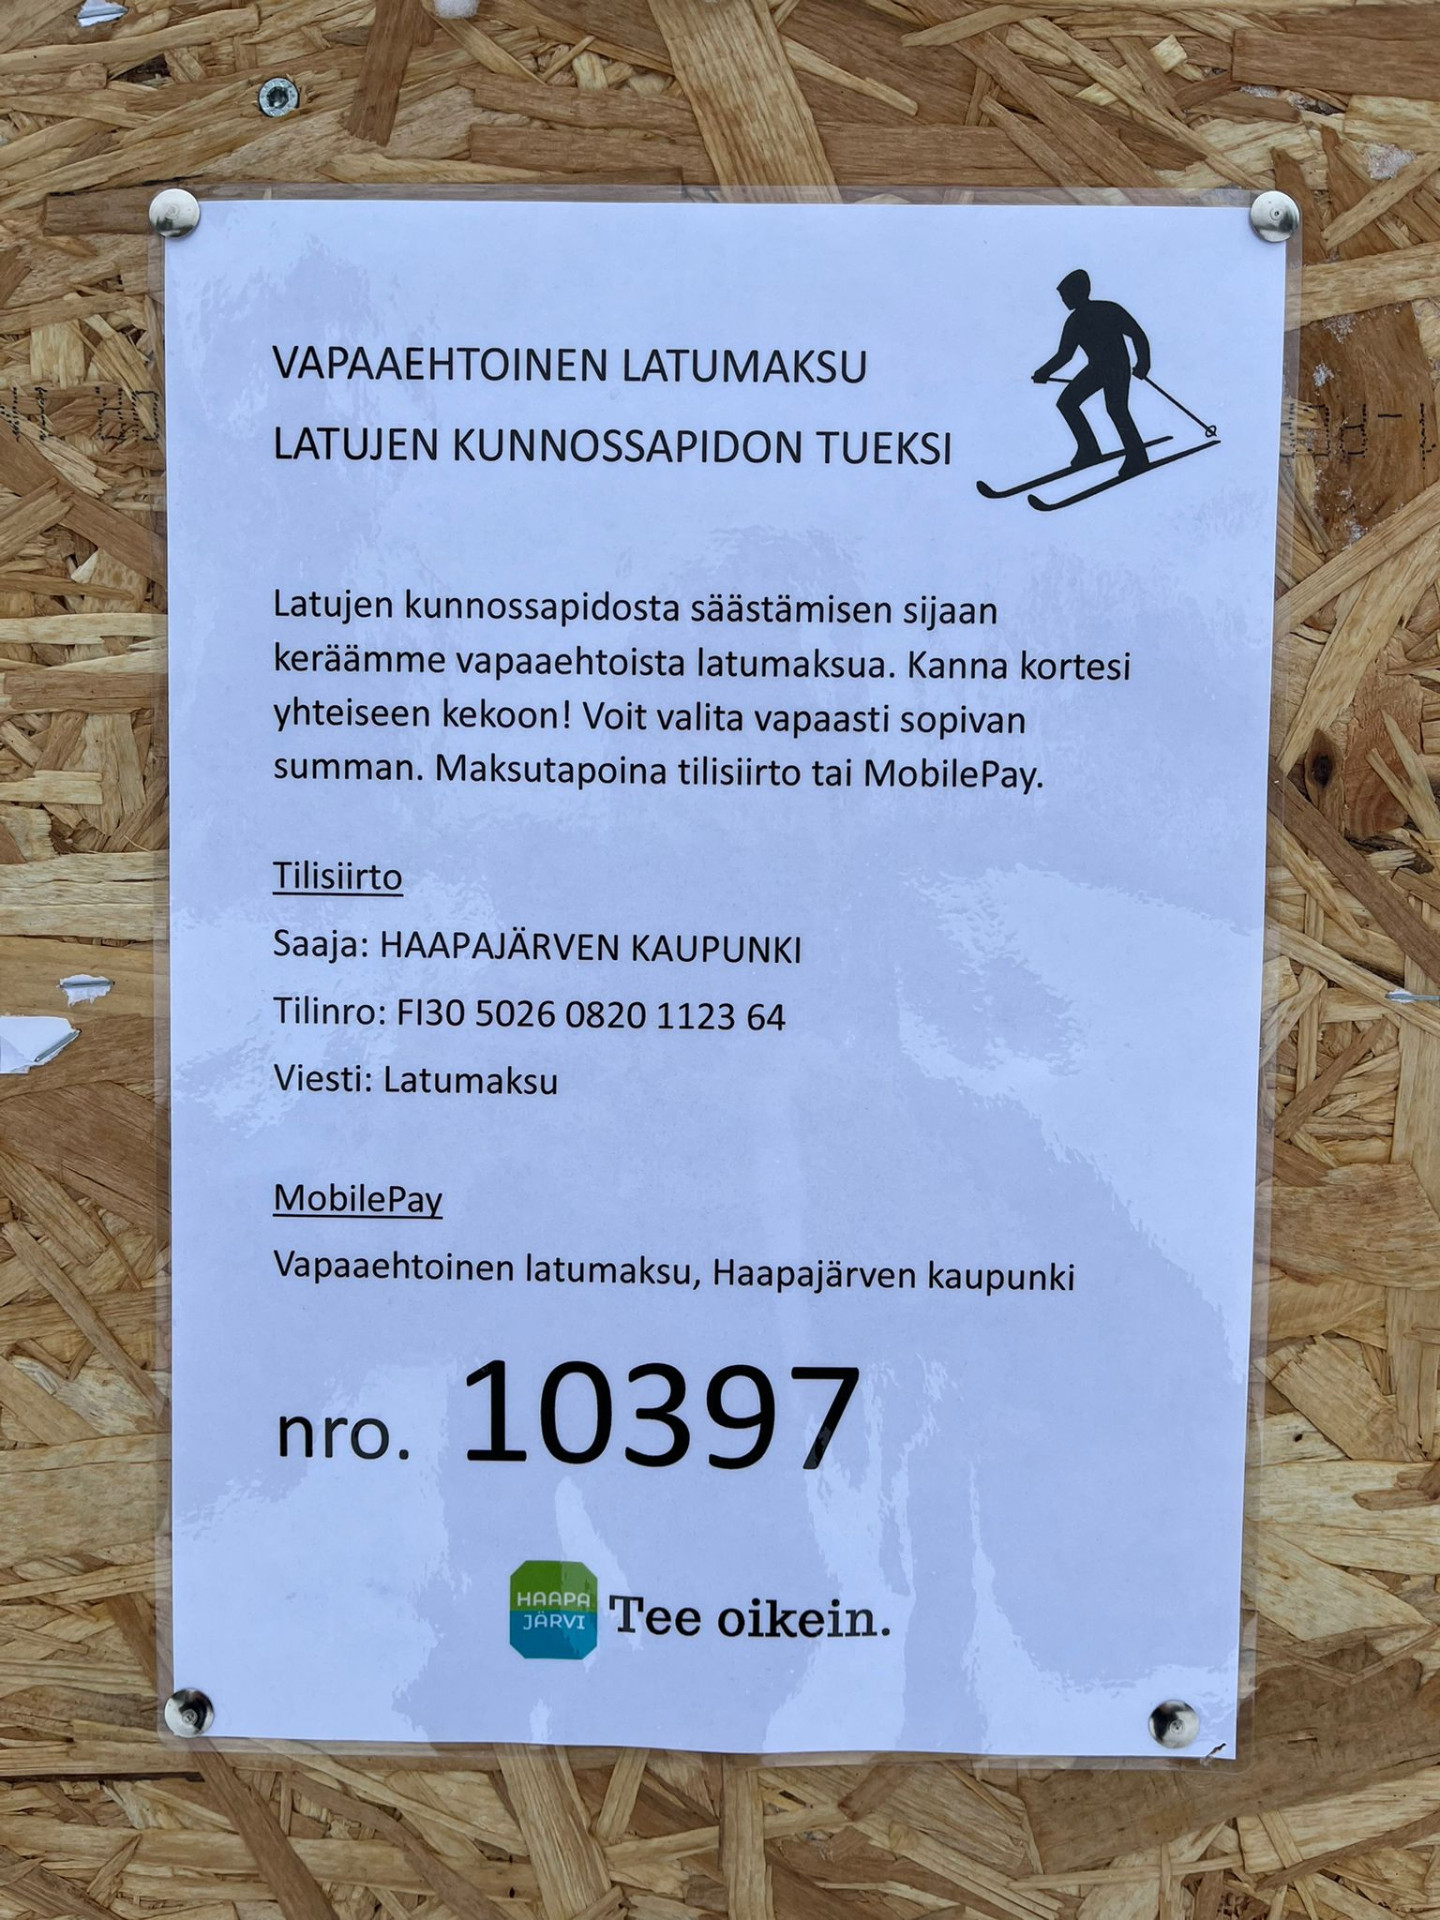 VAPAAEHTOINEN LATUMAKSU
LATUJEN KUNNOSSAPIDON TUEKSI
Latujen kunnossapidosta säästämisen sijaan
keräämme vapaaehtoista latumaksua. Kanna kortesi
yhteiseen kekoon! Voit valita vapaasti sopivan
summan. Maksutapoina tilisiirto tai MobilePay.
Tilisiirto
Saaja: HAAPAJÄRVEN KAUPUNKI
Tilinro: FI30 5026 0820 1123 64
Viesti: Latumaksu
MobilePay
Vapaaehtoinen latumaksu, Haapajärven kaupunki
nro. 10397
HAAPA
JÄRVI
Tee oikein.